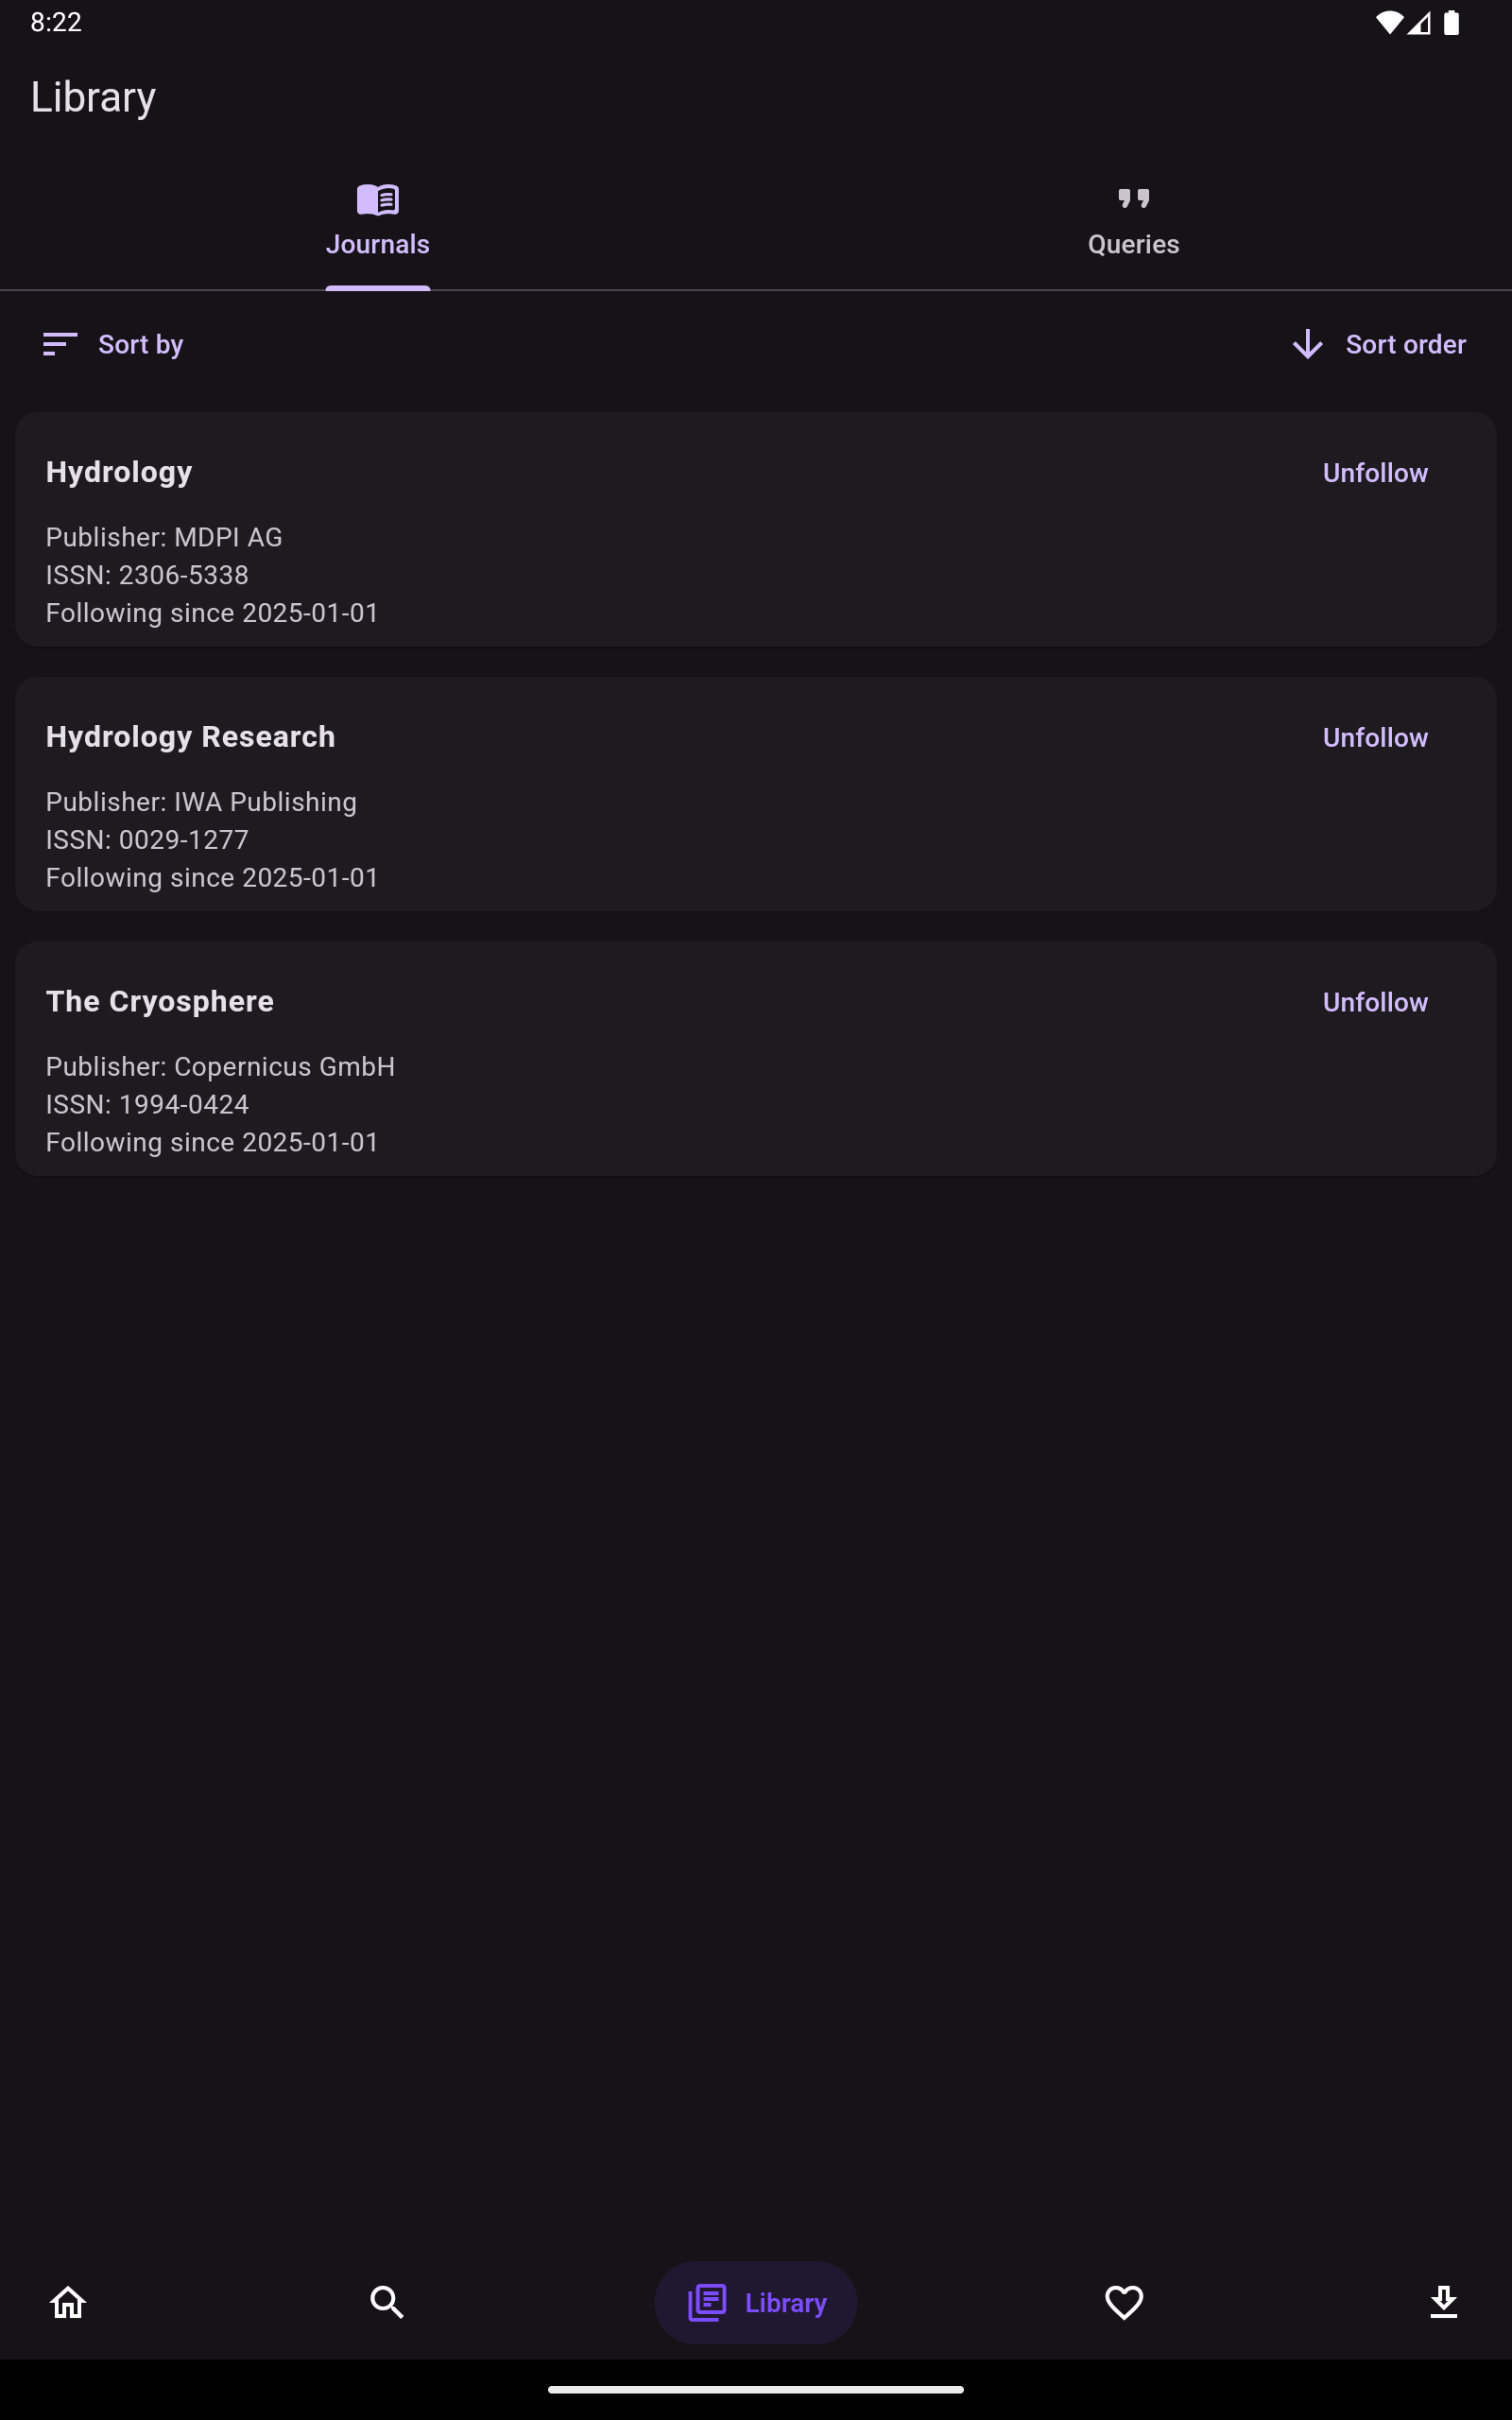 8:22
Library
Journals
Queries
Sort by
Sort order
Hydrology
Unfollow
Publisher: MDPI AG
ISSN: 2306-5338
Following since 2025-01-01
Hydrology Research
Unfollow
Publisher: IWA Publishing
ISSN: 0029-1277
Following since 2025-01-01
The Cryosphere
Unfollow
Publisher: Copernicus GmbH
ISSN: 1994-0424
Following since 2025-01-01
Library